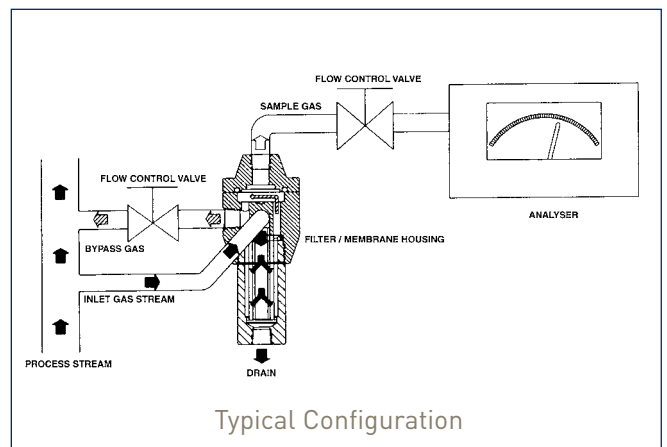 FLOW CONTROL VALVE
SAMPLE GAS
FLOW CONTROL VALVE
ANALYSER
BYPASS GAS
FILTER / MEMBRANE HOUSING
INLET GAS STREAM
PROCESS STREAM
DRAIN
Typical Configuration